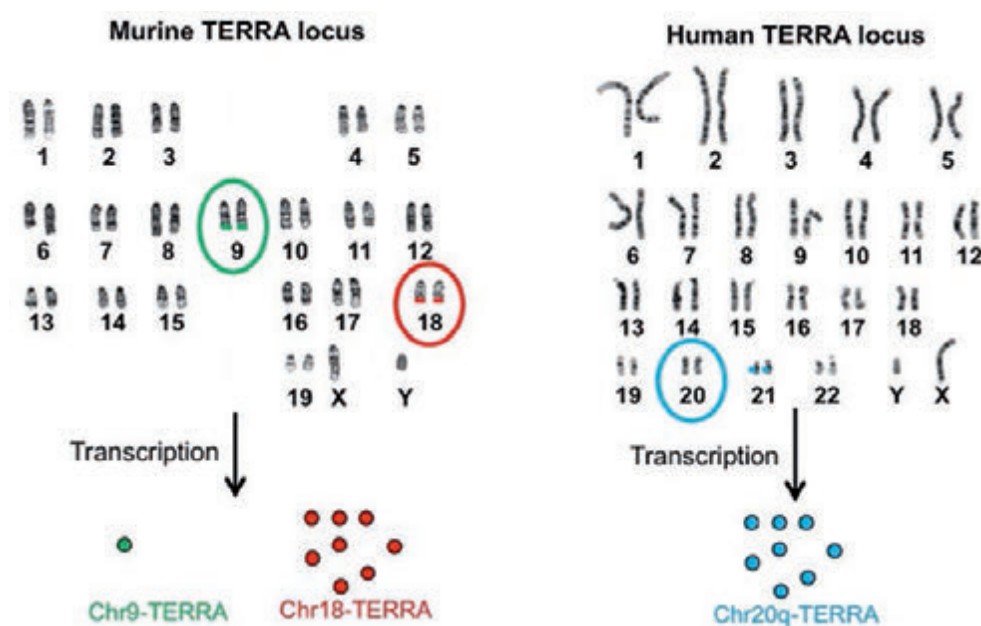 Murine TERRA locus
1 2 3 4 5
6 7 8 9 10 11 12
13 14 15 16 17 18
19 X Y
Transcription
Chr9-TERRA Chr18-TERRA
Human TERRA locus
1 2 3 4 5
6 7 8 9 10 11 12
13 14 15 16 17 18
19 20 21 22 Y X
Transcription
Chr20q-TERRA